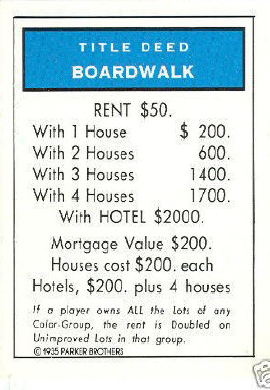 TITLE DEED
BOARDWALK
RENT $50.
With 1 House $ 200.
With 2 Houses 600.
With 3 Houses 1400.
With 4 Houses 1700.
With HOTEL $2000.
Mortgage Value $200.
Houses cost $200. each
Hotels, $200. plus 4 houses
If a player owns ALL the Lots of any
Color-Group, the rent is Doubled on
Unimproved Lots in that group.
© 1935 PARKER BROTHERS